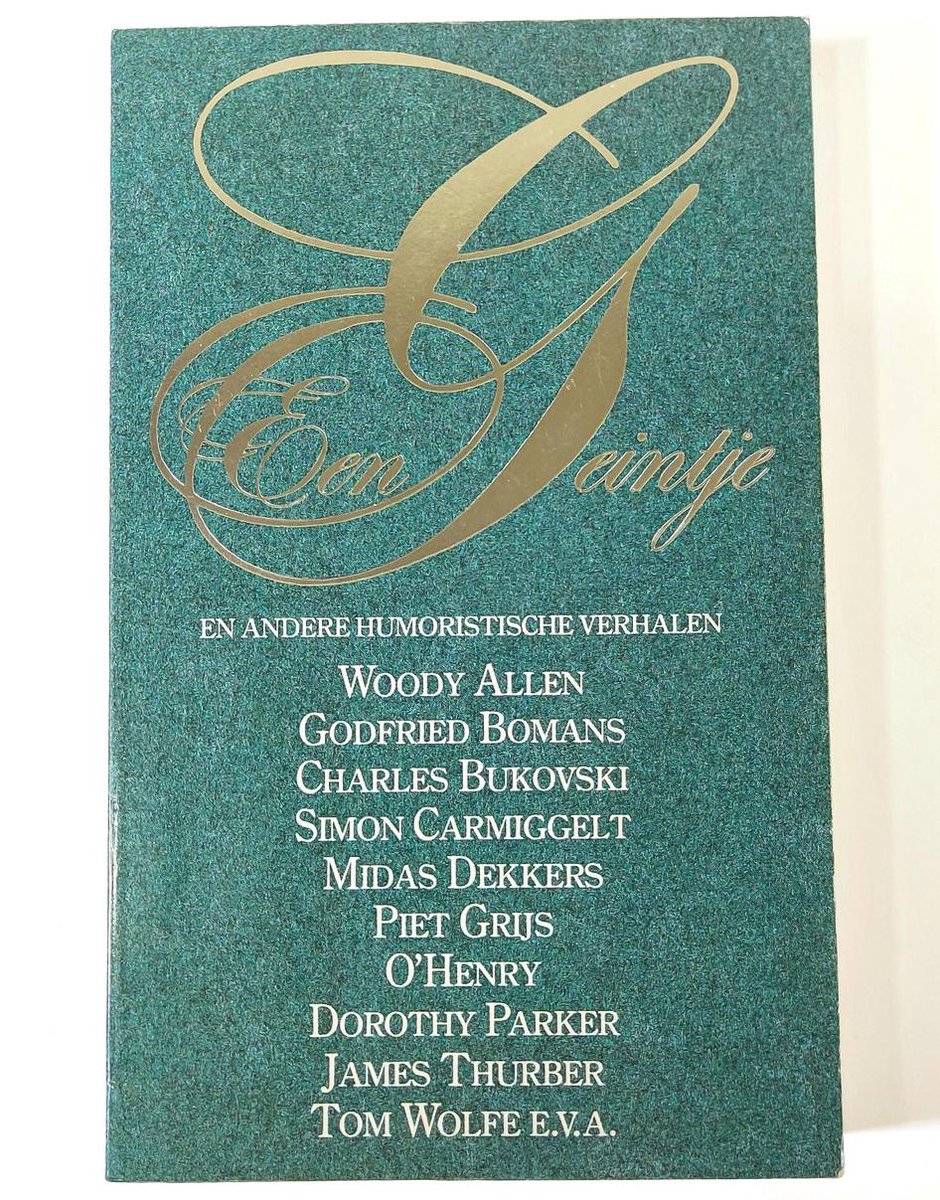 Een Geintje
EN ANDERE HUMORISTISCHE VERHALEN
WOODY ALLEN
GODFRIED BOMANS
CHARLES BUKOVSKI
SIMON CARMIGGELT
MIDAS DEKKERS
PIET GRIJS
O'HENRY
DOROTHY PARKER
JAMES THURBER
TOM WOLFE E.V.A.